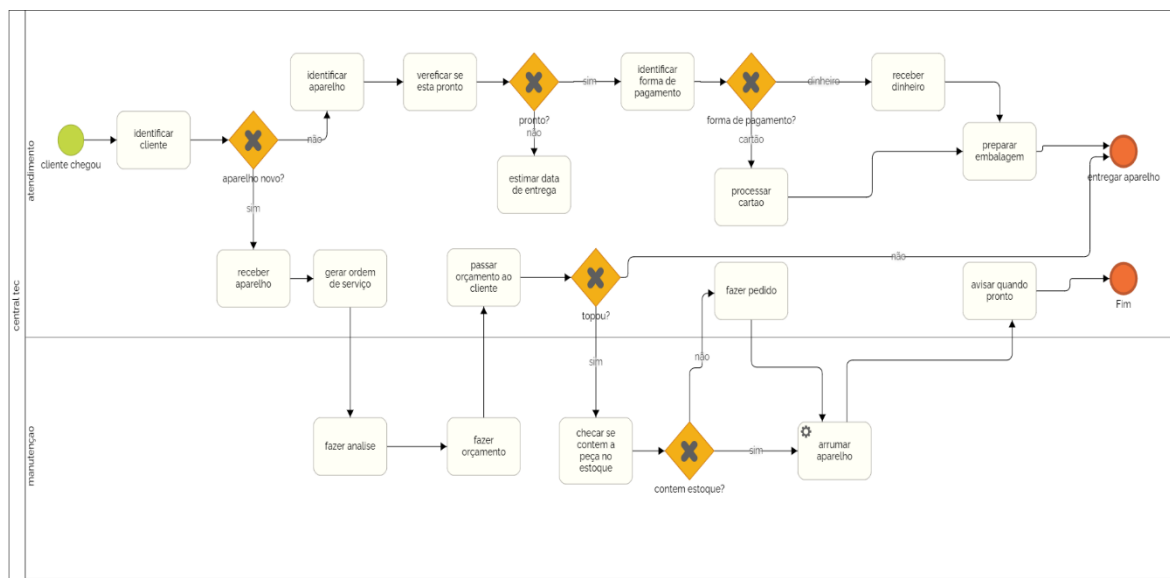 central tec
atendimento
manutençao
cliente chegou
identificar
cliente
aparelho novo?
não
sim
identificar
aparelho
vereficar se
esta pronto
pronto?
sim
não
estimar data
de entrega
identificar
forma de
pagamento
forma de pagamento?
dinheiro
cartão
receber
dinheiro
processar
cartao
preparar
embalagem
entregar aparelho
receber
aparelho
gerar ordem
de serviço
fazer analise
fazer
orçamento
passar
orçamento ao
cliente
topou?
não
sim
checar se
contem a
peça no
estoque
contem estoque?
não
sim
fazer pedido
arrumar
aparelho
avisar quando
pronto
Fim